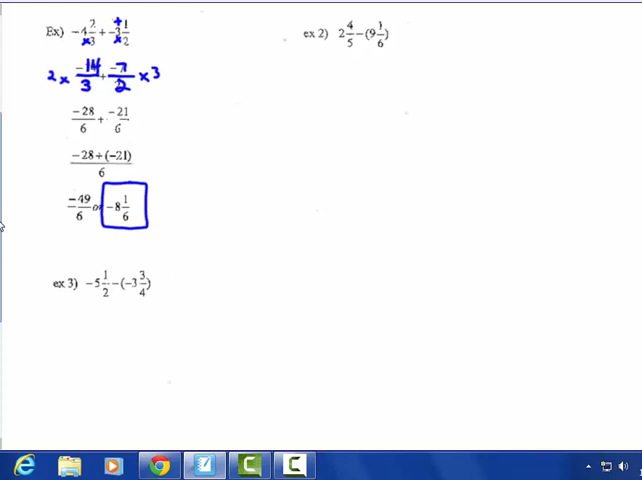 Ex) -4 2/3 + -3 1/2
2 x -14/3 + -7/2 x 3
-28/6 + -21/6
-28+(-21)/6
-49/6 or -8 1/6
ex 2) 2 4/5 - (9 1/6)
ex 3) -5 1/2 - (-3 3/4)